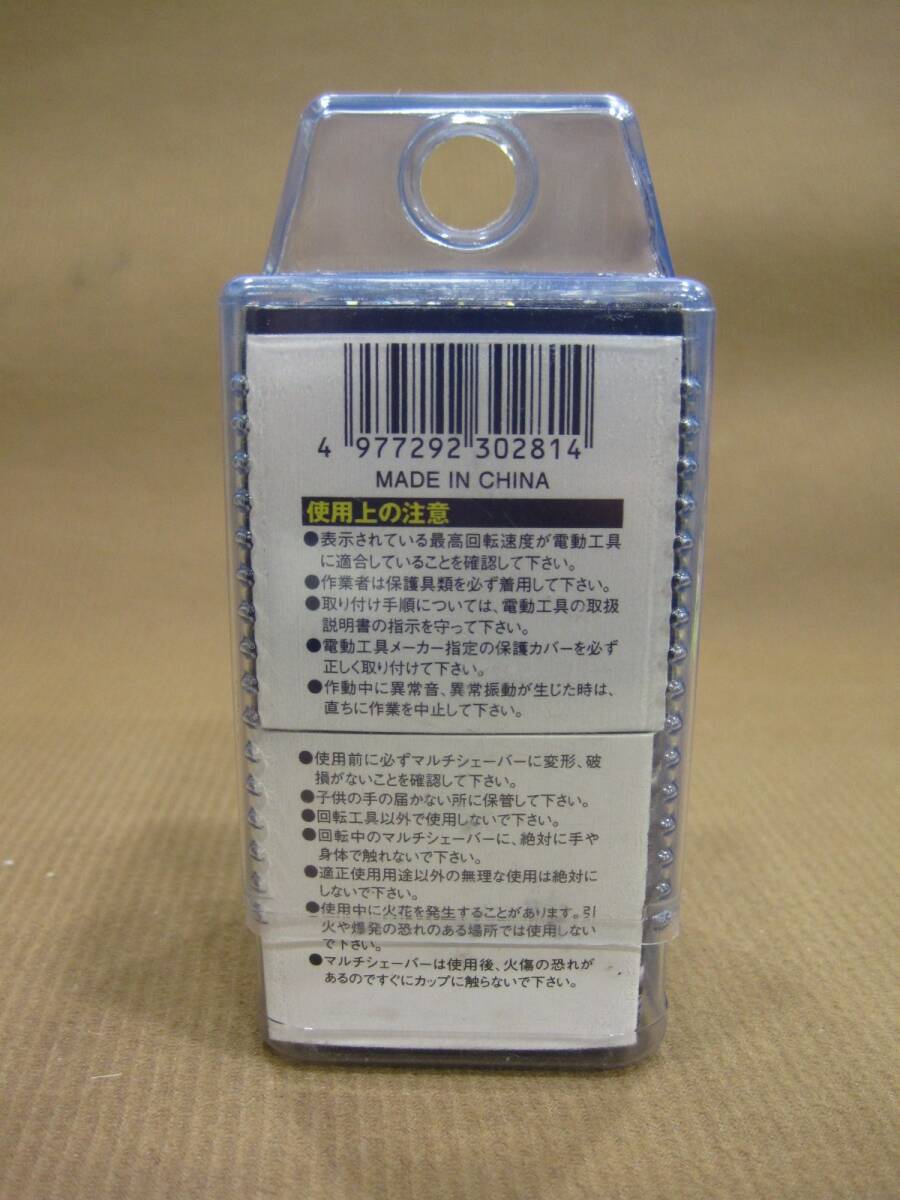 4 977292 302814
MADE IN CHINA
使用上の注意
●表示されている最高回転速度が電動工具
に適合していることを確認して下さい。
●作業者は保護具類を必ず着用して下さい。
●取り付け手順については、電動工具の取扱
説明書の指示を守って下さい。
●電動工具メーカー指定の保護カバーを必ず
正しく取り付けて下さい。
●作動中に異常音、異常振動が生じた時は、
直ちに作業を中止して下さい。
●使用前に必ずマルチシェーバーに変形、破
損がないことを確認して下さい。
●子供の手の届かない所に保管して下さい。
●回転工具以外で使用しないで下さい。
●回転中のマルチシェーバーに、絶対に手や
身体で触れないで下さい。
●適正使用用途以外の無理な使用は絶対に
しないで下さい。
●使用中に火花を発生することがあります。引
火や爆発の恐れのある場所では使用しない
で下さい。
●マルチシェーバーは使用後、火傷の恐れが
あるのですぐにカップに触らないで下さい。